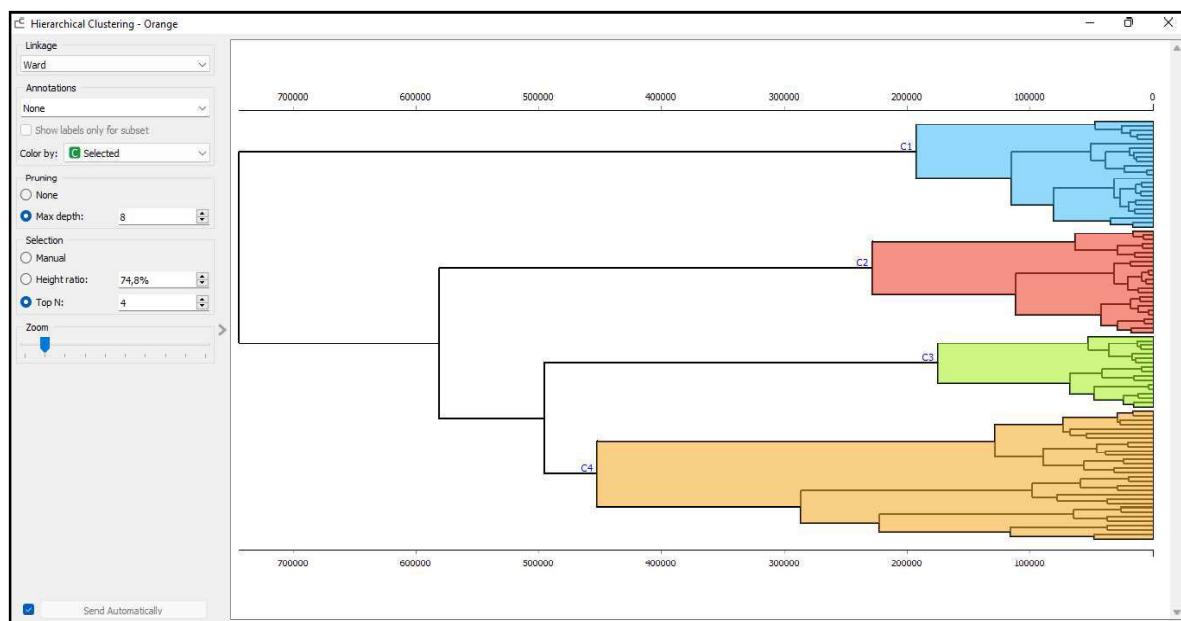 Hierarchical Clustering - Orange
Linkage
Ward
Annotations
None
Show labels only for subset
Color by: C Selected
Pruning
None
Max depth: 8
Selection
Manual
Height ratio: 74,8%
Top N: 4
Zoom
Send Automatically
700000 600000 500000 400000 300000 200000 100000 0
C1
C2
C3
C4
700000 600000 500000 400000 300000 200000 100000 0